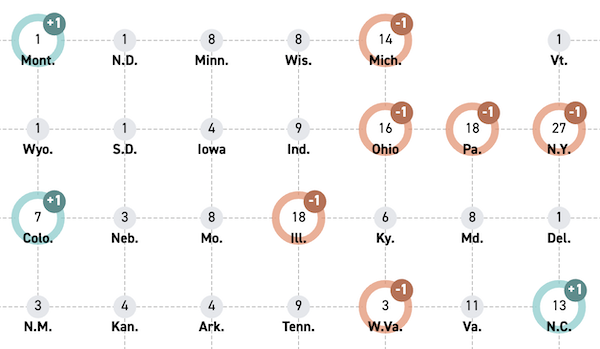 +1 -1
1 1 8 8 14 1
Mont. N.D. Minn. Wis. Mich. Vt.
-1 -1 -1
1 1 4 9 16 18 27
Wyo. S.D. Iowa Ind. Ohio Pa. N.Y.
+1 -1
7 3 8 18 6 8 1
Colo. Neb. Mo. Ill. Ky. Md. Del.
-1 +1
3 4 4 9 3 11 13
N.M. Kan. Ark. Tenn. W.Va. Va. N.C.